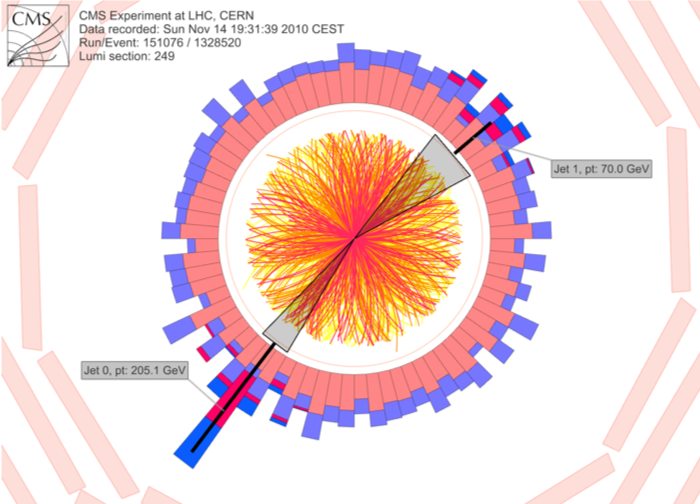 CMS
CMS Experiment at LHC, CERN
Data recorded: Sun Nov 14 19:31:39 2010 CEST
Run/Event: 151076 / 1328520
Lumi section: 249
Jet 1, pt: 70.0 GeV
Jet 0, pt: 205.1 GeV